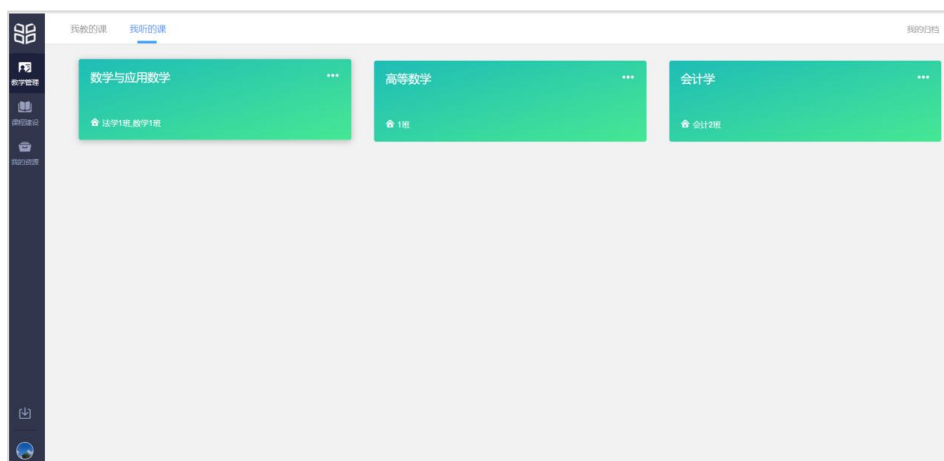 我教的课 我听的课 我的归档
教学管理
课程建设
我的资源
数学与应用数学
法学1班,数学1班
高等数学
1班
会计学
会计2班